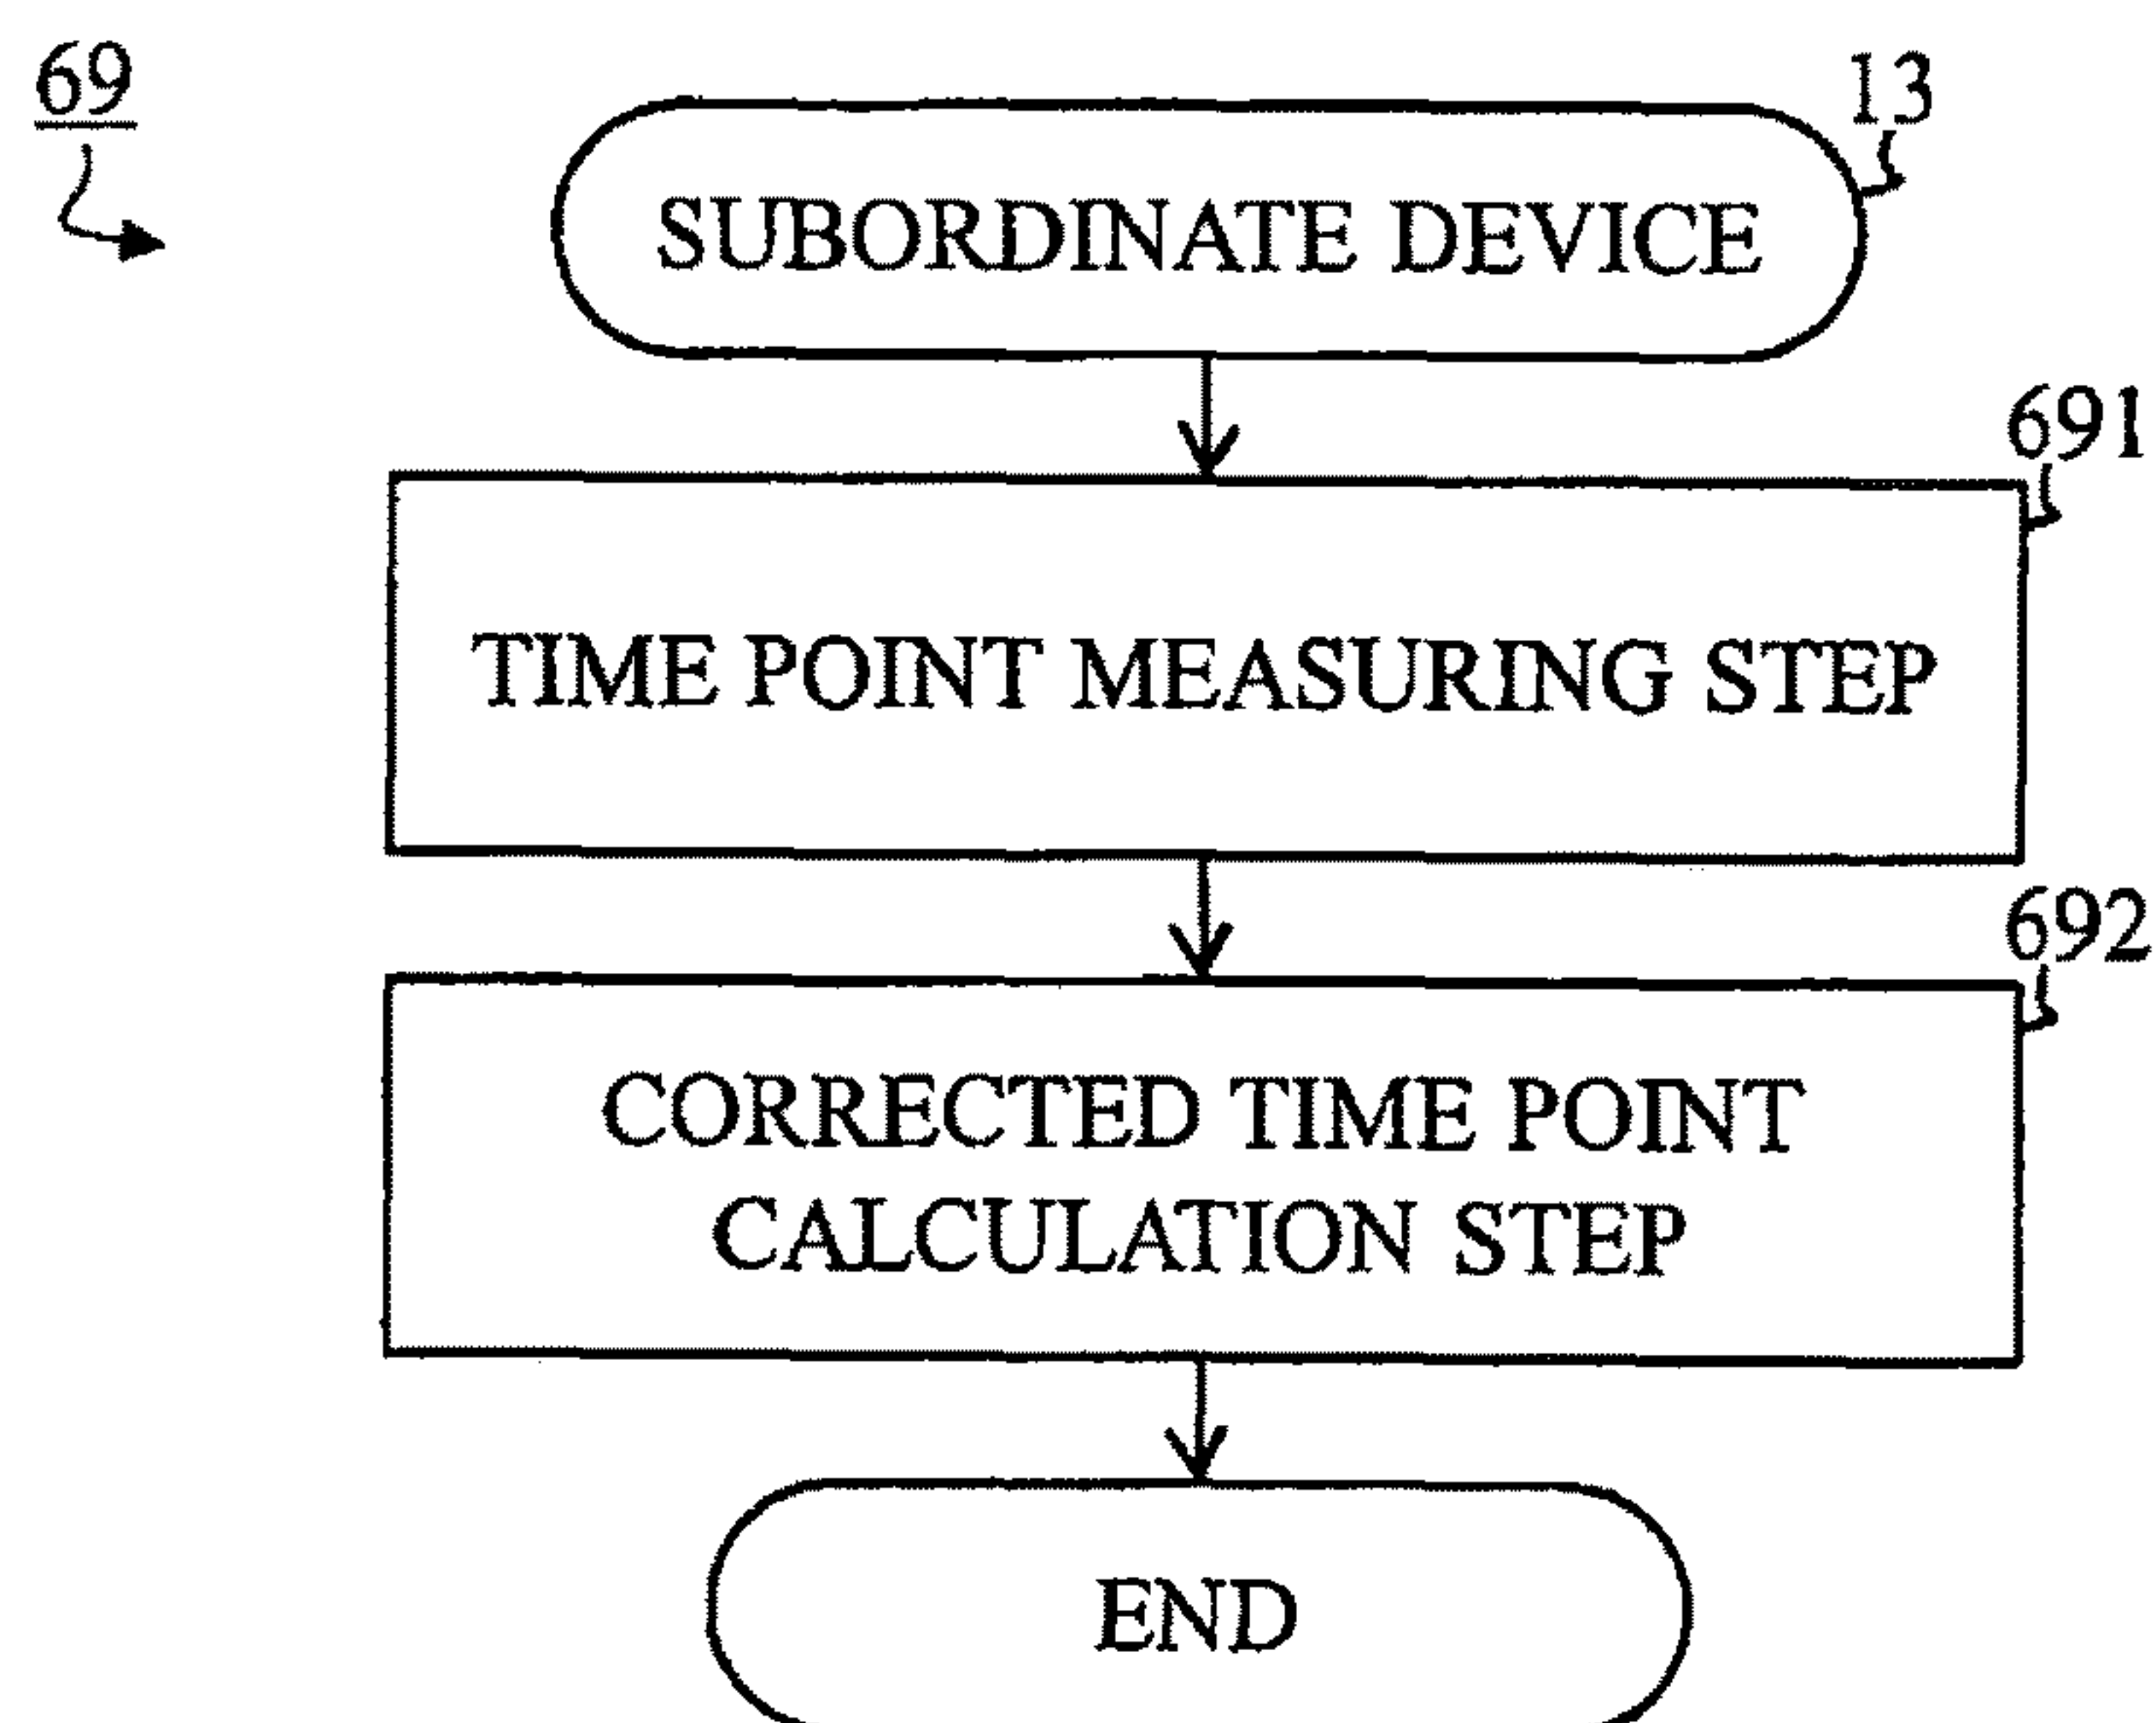 69
13
SUBORDINATE DEVICE
691
TIME POINT MEASURING STEP
692
CORRECTED TIME POINT
CALCULATION STEP
END